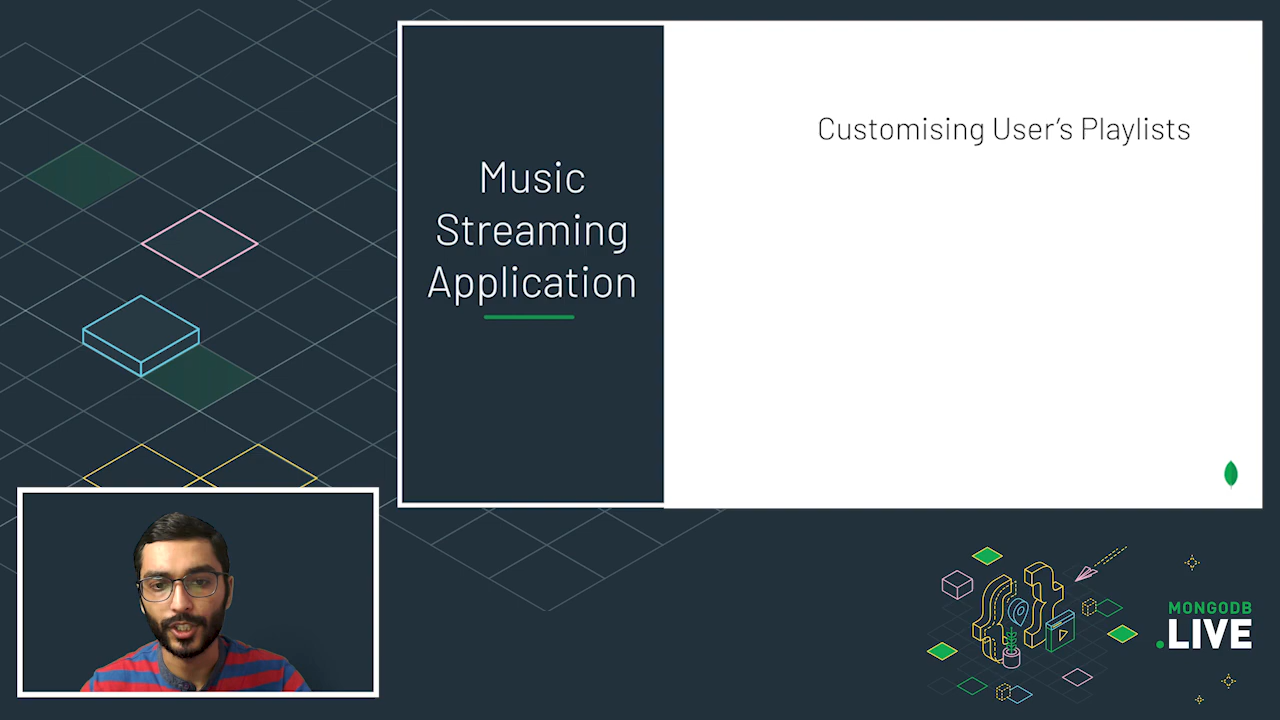 Music
Streaming
Application
Customising User’s Playlists
MONGODB
.LIVE